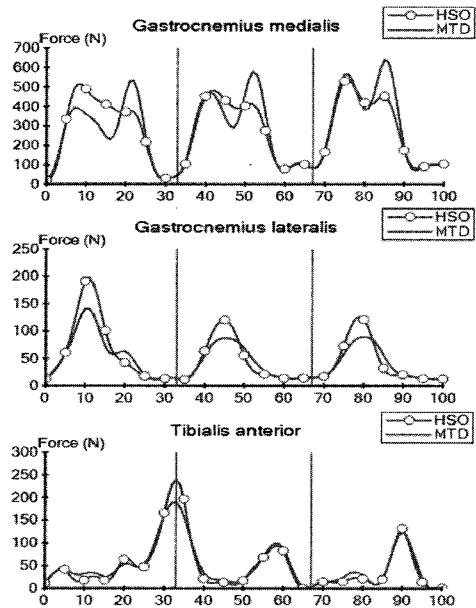 HSO
MTD
Force (N)
Gastrocnemius medialis
700
600
500
400
300
200
100
0
0 10 20 30 40 50 60 70 80 90 100
HSO
MTD
Force (N)
Gastrocnemius lateralis
250
200
150
100
50
0
0 10 20 30 40 50 60 70 80 90 100
HSO
MTD
Force (N)
Tibialis anterior
300
250
200
150
100
50
0
0 10 20 30 40 50 60 70 80 90 100